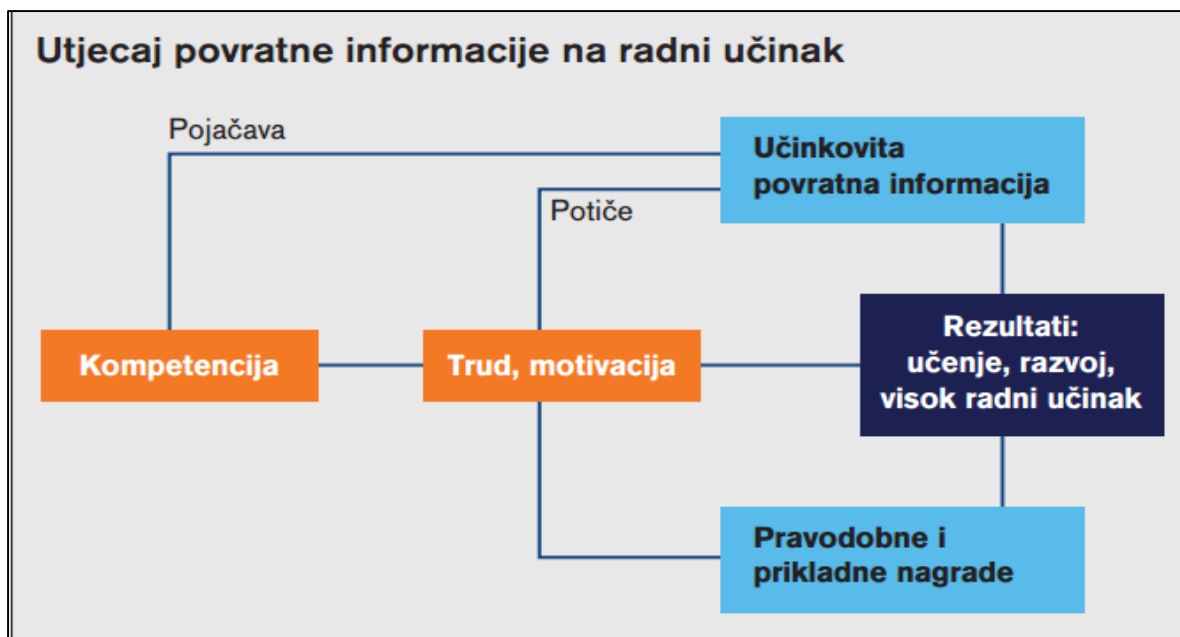 Utjecaj povratne informacije na radni učinak
Pojačava
Učinkovita
povratna informacija
Potiče
Kompetencija
Trud, motivacija
Rezultati:
učenje, razvoj,
visok radni učinak
Pravodobne i
prikladne nagrade